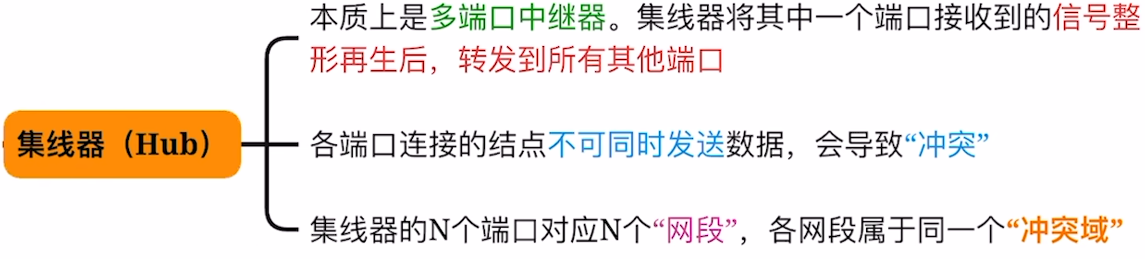 集线器（Hub）
本质上是多端口中继器。集线器将其中一个端口接收到的信号整
形再生后，转发到所有其他端口
各端口连接的结点不可同时发送数据，会导致“冲突”
集线器的N个端口对应N个“网段”，各网段属于同一个“冲突域”